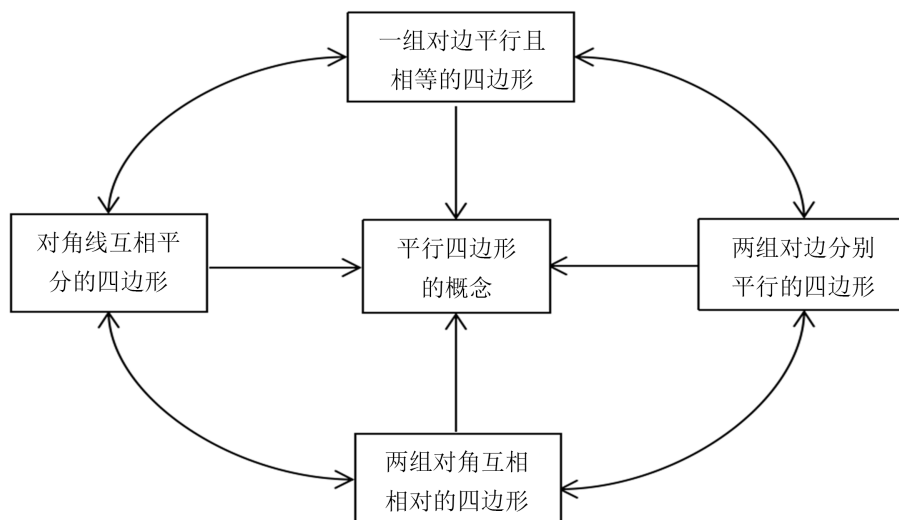 一组对边平行且
相等的四边形
对角线互相平
分的四边形
平行四边形
的概念
两组对边分别
平行的四边形
两组对角互相
相对的四边形